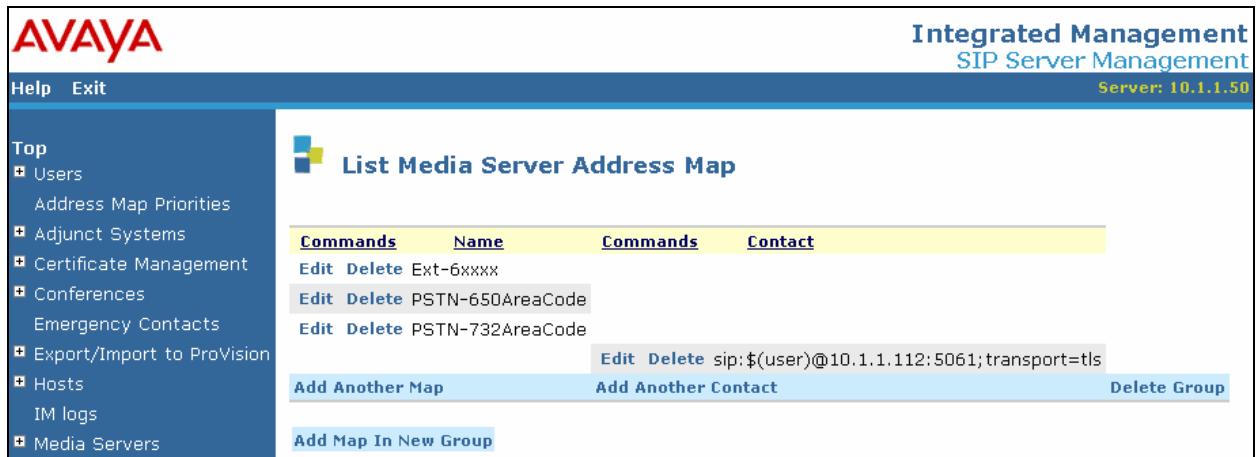 AVAYA
Integrated Management
SIP Server Management
Help Exit
Server: 10.1.1.50
Top
Users
Address Map Priorities
Adjunct Systems
Certificate Management
Conferences
Emergency Contacts
Export/Import to ProVision
Hosts
IM logs
Media Servers
List Media Server Address Map
Commands Name Commands Contact
Edit Delete Ext-6xxxx
Edit Delete PSTN-650AreaCode
Edit Delete PSTN-732AreaCode
Edit Delete sip:$(user)@10.1.1.112:5061;transport=tls
Add Another Map Add Another Contact Delete Group
Add Map In New Group